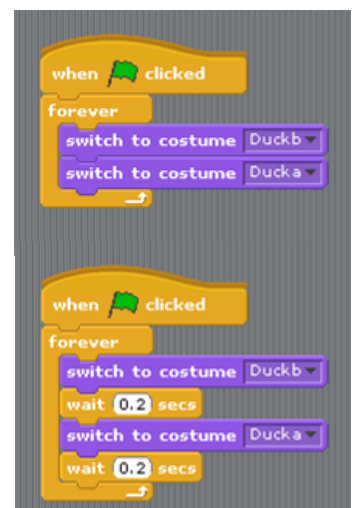 when clicked
forever
switch to costume Duckb
switch to costume Ducka
when clicked
forever
switch to costume Duckb
wait 0.2 secs
switch to costume Ducka
wait 0.2 secs